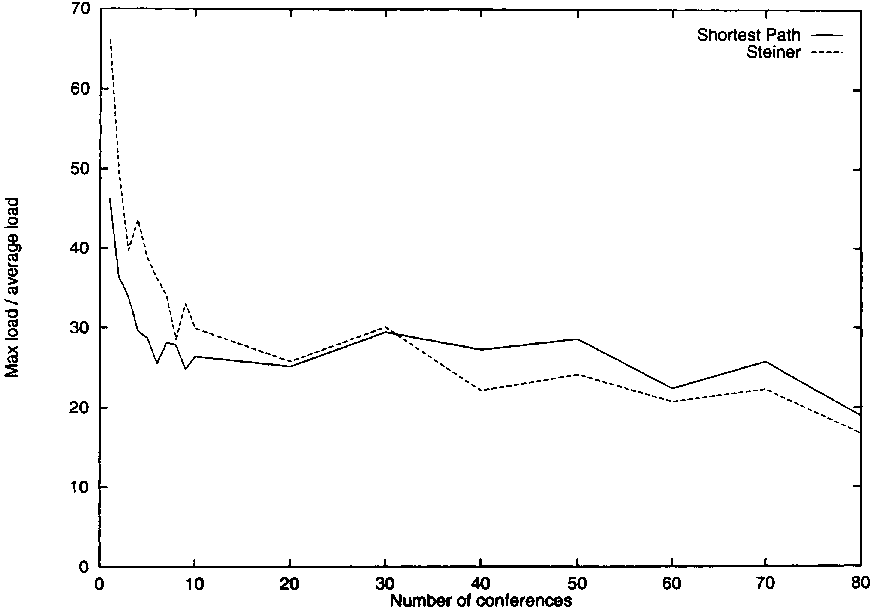 70
60
50
40
30
20
10
0
Max load / average load
Shortest Path
Steiner
0 10 20 30 40 50 60 70 80
Number of conferences